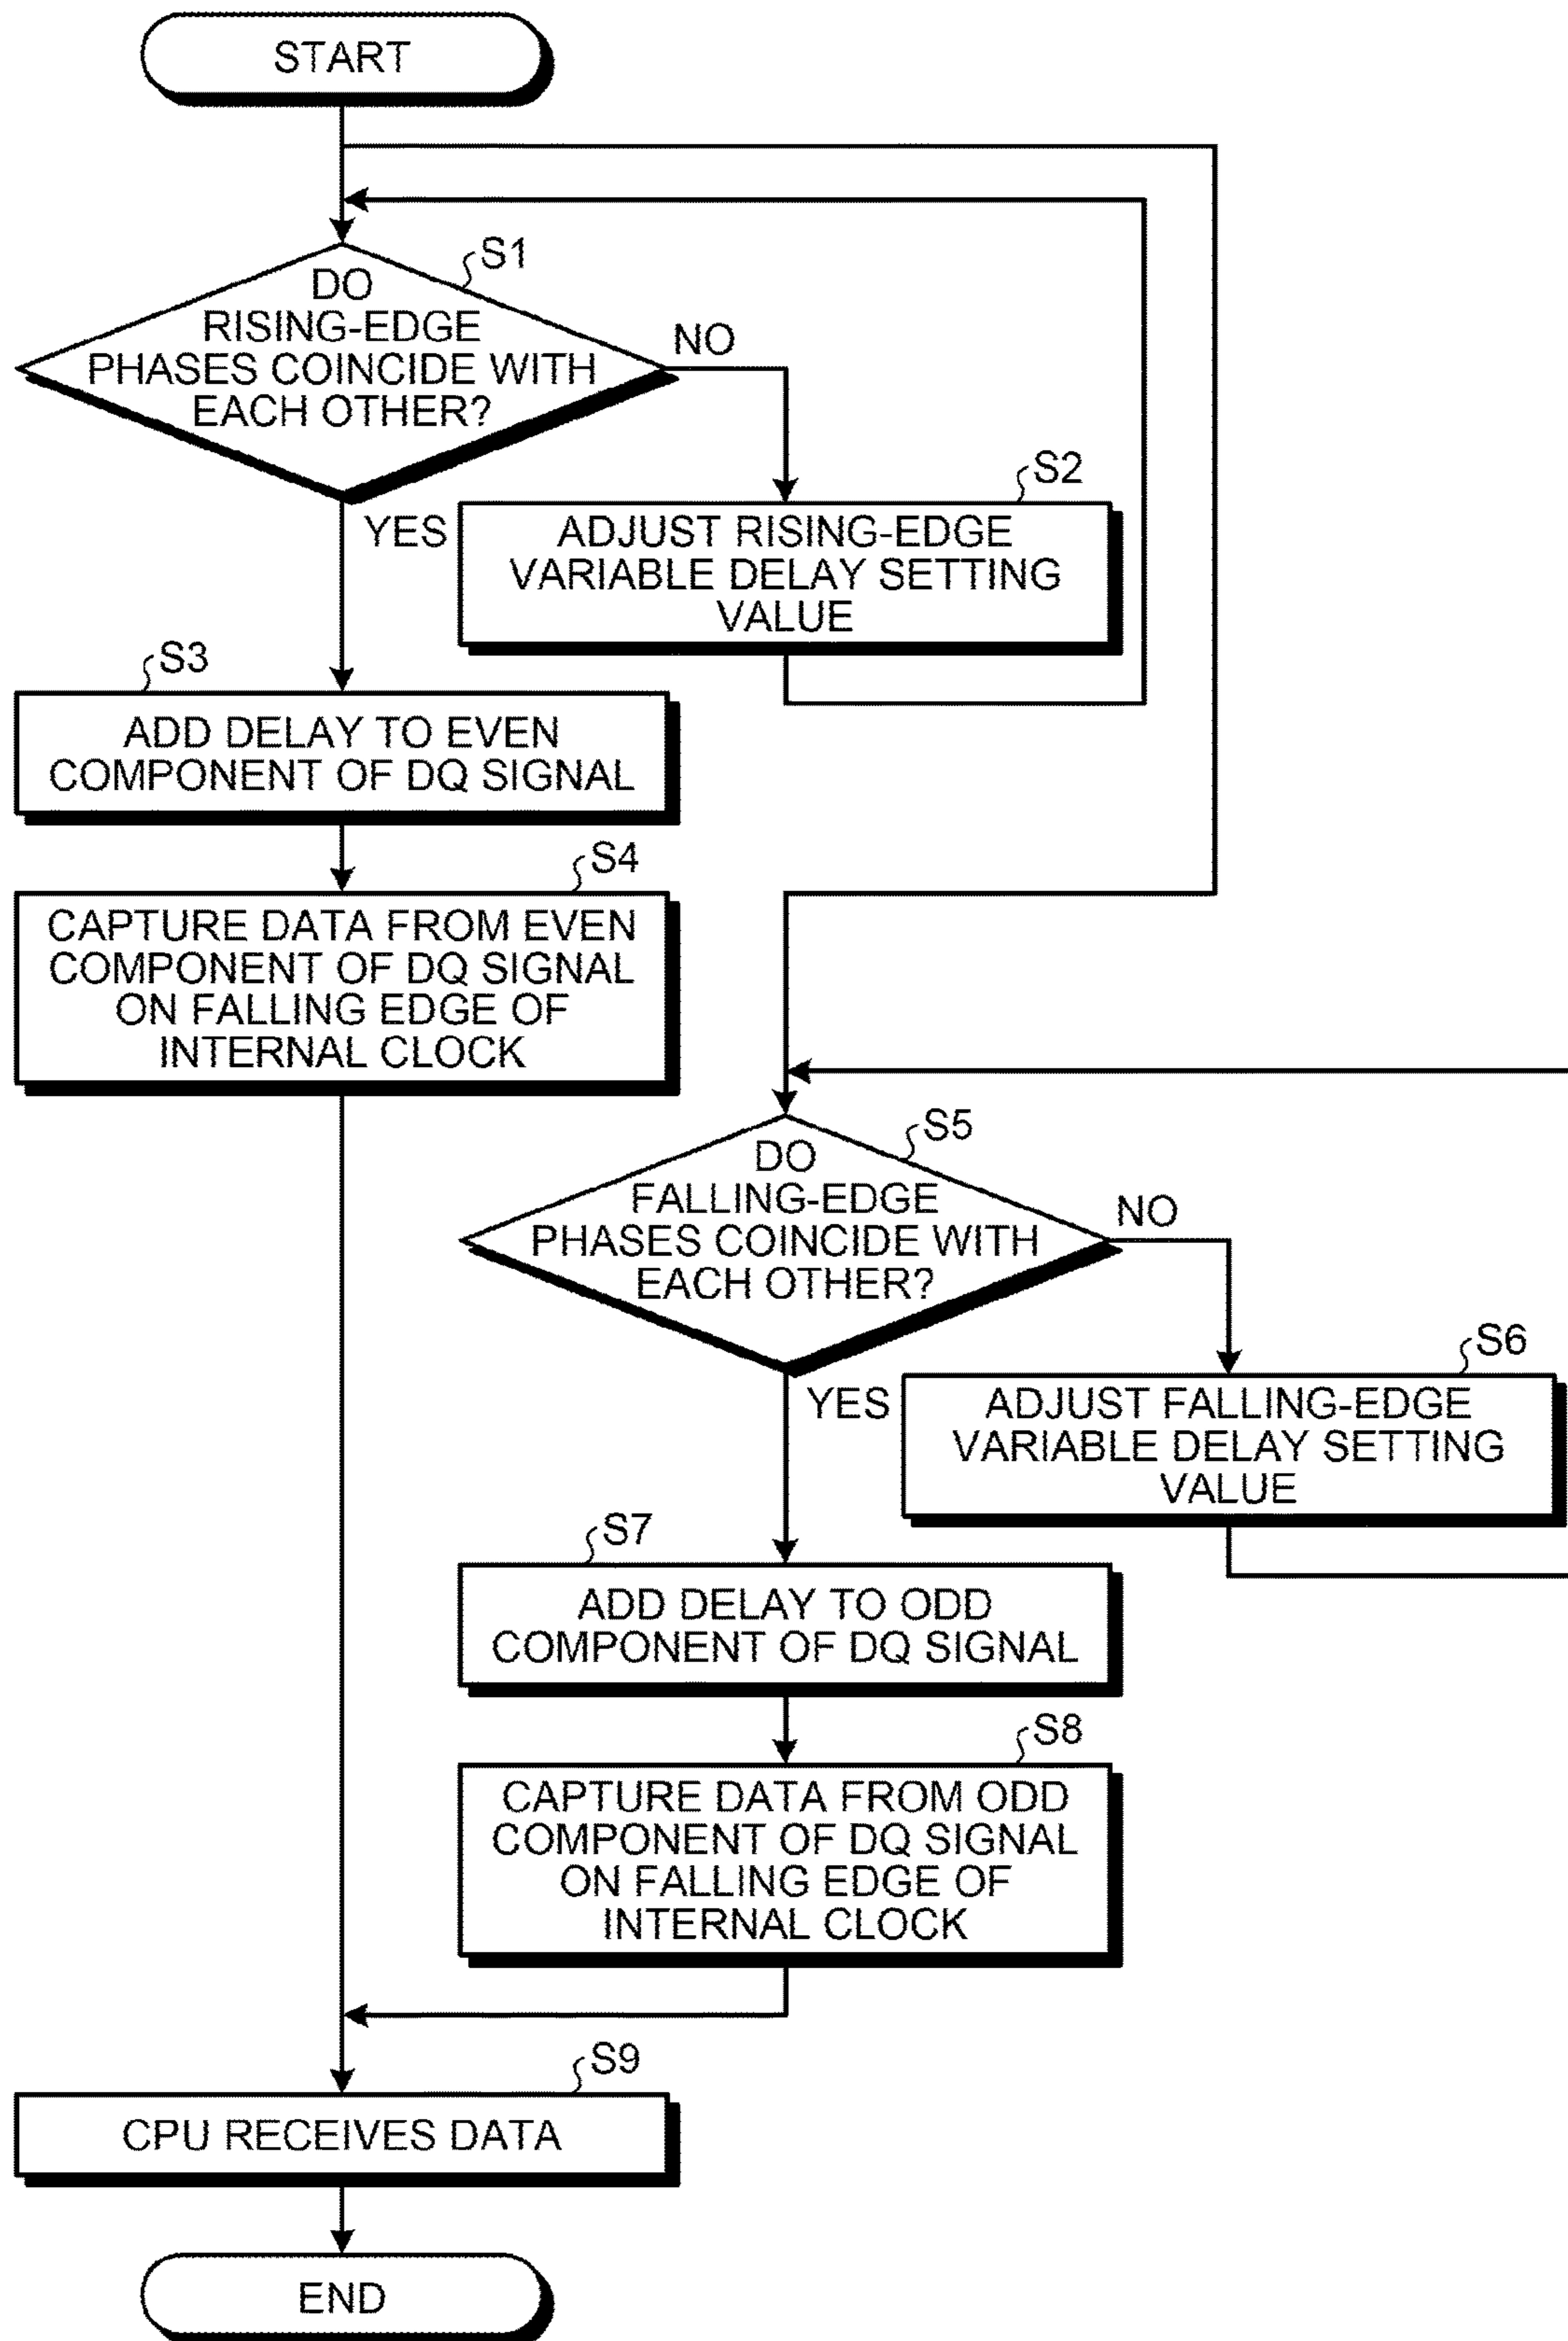 START
S1
DO
RISING-EDGE
PHASES COINCIDE WITH
EACH OTHER?
NO
YES
S2
ADJUST RISING-EDGE
VARIABLE DELAY SETTING
VALUE
S3
ADD DELAY TO EVEN
COMPONENT OF DQ SIGNAL
S4
CAPTURE DATA FROM EVEN
COMPONENT OF DQ SIGNAL
ON FALLING EDGE OF
INTERNAL CLOCK
S5
DO
FALLING-EDGE
PHASES COINCIDE WITH
EACH OTHER?
NO
YES
S6
ADJUST FALLING-EDGE
VARIABLE DELAY SETTING
VALUE
S7
ADD DELAY TO ODD
COMPONENT OF DQ SIGNAL
S8
CAPTURE DATA FROM ODD
COMPONENT OF DQ SIGNAL
ON FALLING EDGE OF
INTERNAL CLOCK
S9
CPU RECEIVES DATA
END